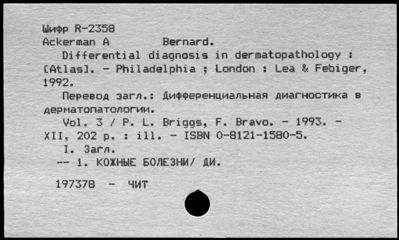 Шифр R-2358
Ackerman A Bernard.
Differential diagnosis in dermatopathology :
[Atlas]. - Philadelphia ; London : Lea & Febiger,
1992.
Перевод загл.: Дифференциальная диагностика в
дерматопатологии.
Vol. 3 / P. L. Briggs, F. Bravo. - 1993. -
XII, 202 p. : ill. - ISBN 0-8121-1580-5.
I. Загл.
-- 1. КОЖНЫЕ БОЛЕЗНИ/ ДИ.
197378 - ЧИТ